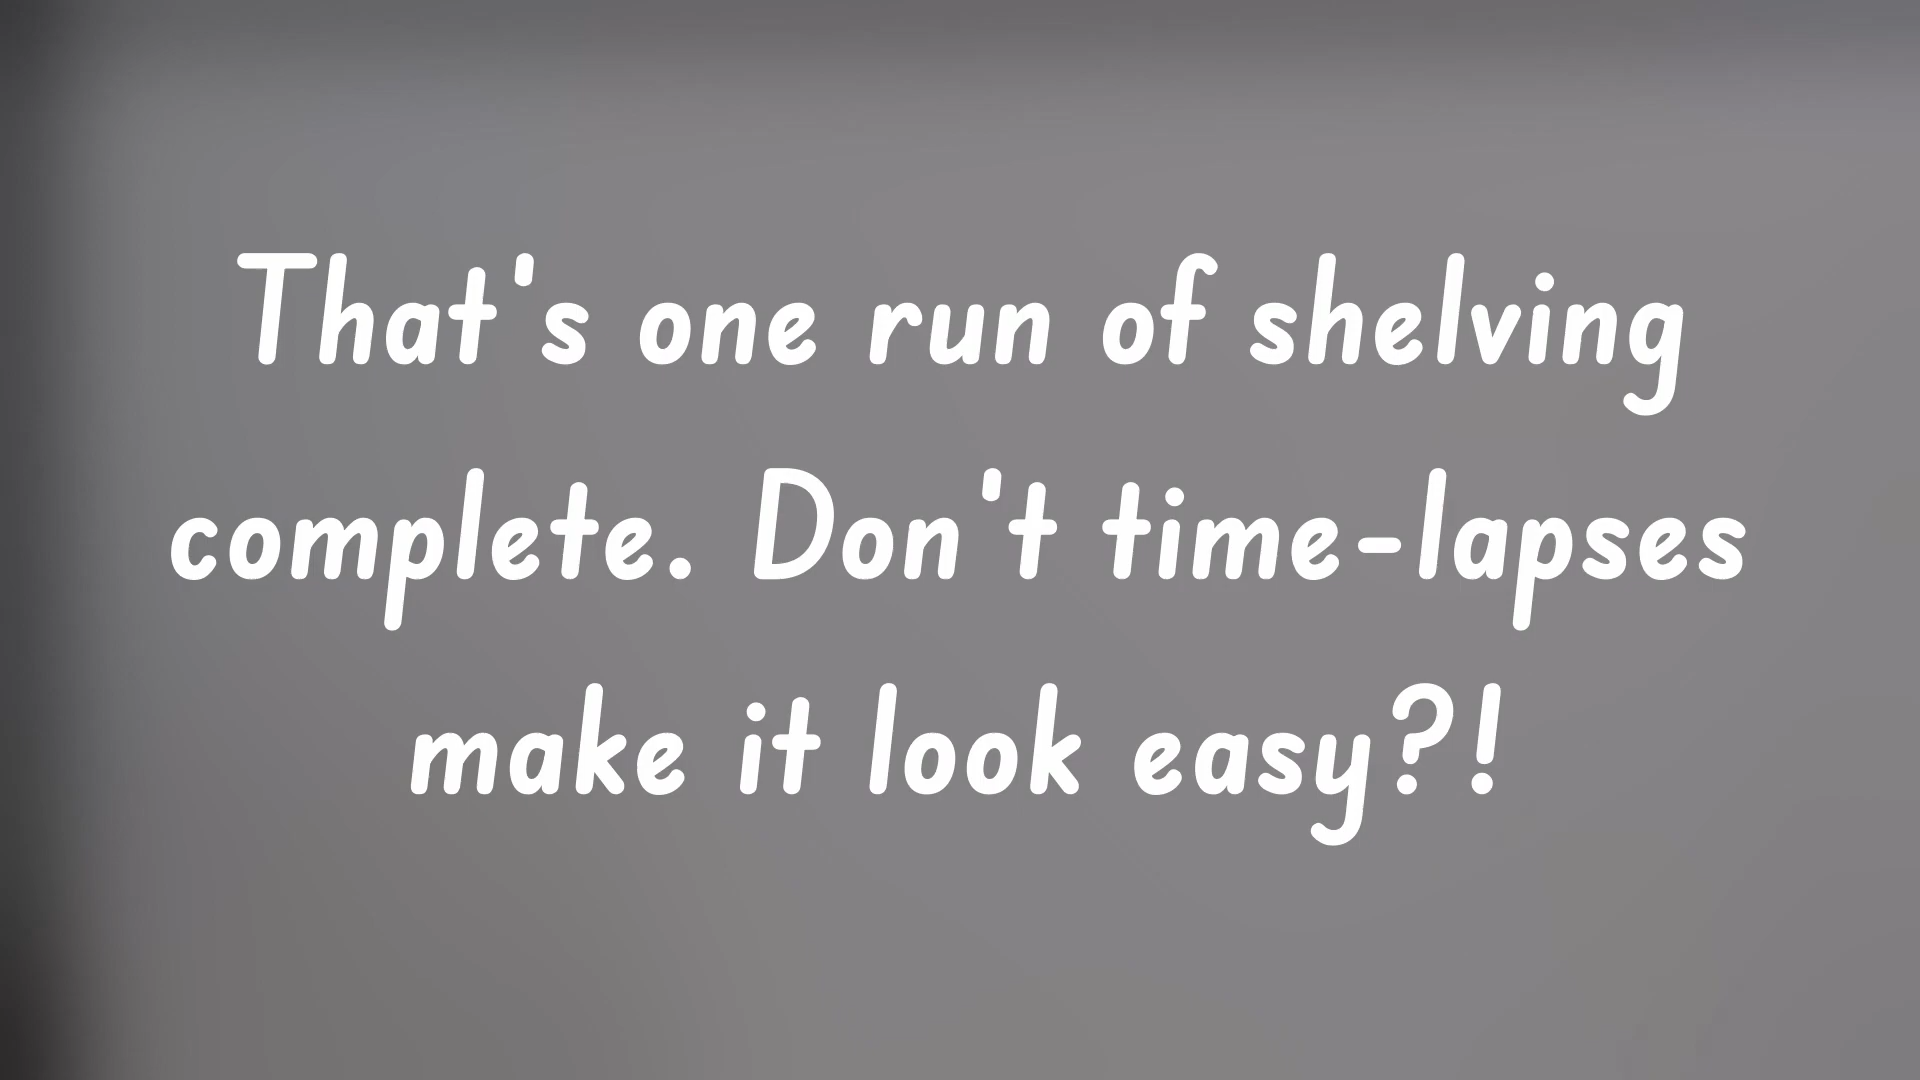 That's one run of shelving
complete. Don't time-lapses
make it look easy?!